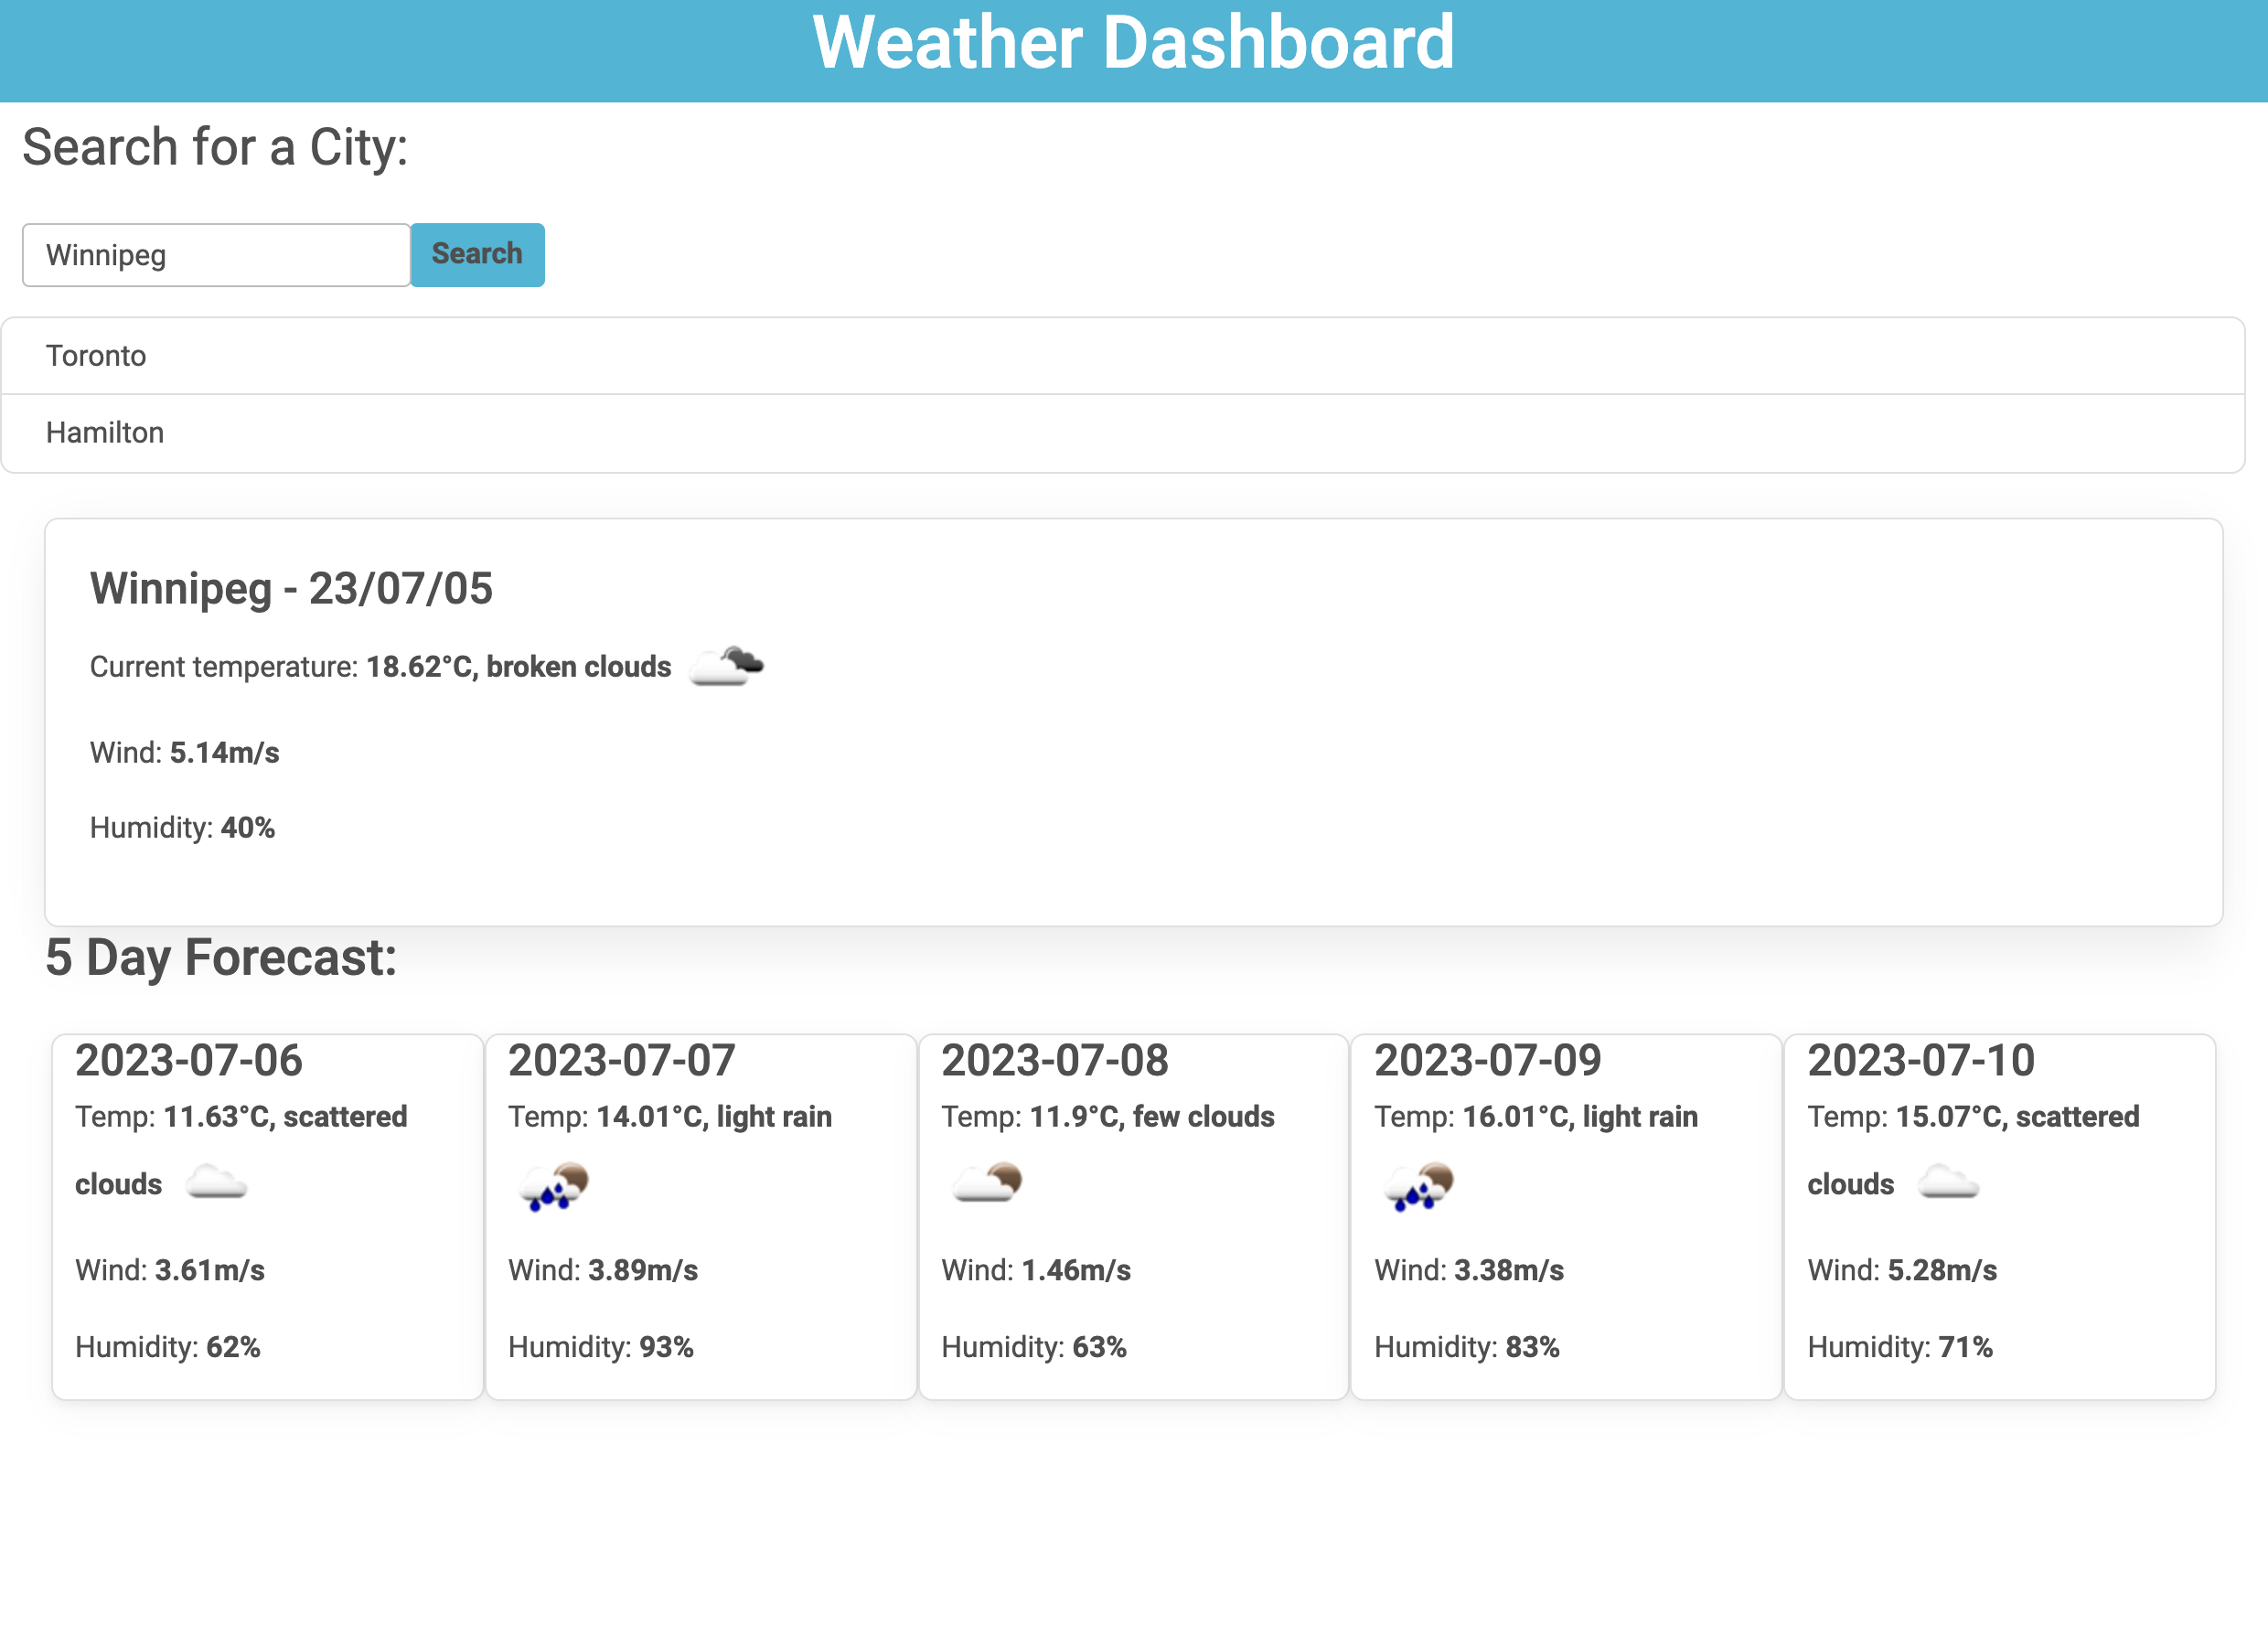 Weather Dashboard
Search for a City:
Winnipeg
Search
Toronto
Hamilton
Winnipeg - 23/07/05
Current temperature: 18.62°C, broken clouds
Wind: 5.14m/s
Humidity: 40%
5 Day Forecast:
2023-07-06
Temp: 11.63°C, scattered
clouds
Wind: 3.61m/s
Humidity: 62%
2023-07-07
Temp: 14.01°C, light rain
Wind: 3.89m/s
Humidity: 93%
2023-07-08
Temp: 11.9°C, few clouds
Wind: 1.46m/s
Humidity: 63%
2023-07-09
Temp: 16.01°C, light rain
Wind: 3.38m/s
Humidity: 83%
2023-07-10
Temp: 15.07°C, scattered
clouds
Wind: 5.28m/s
Humidity: 71%